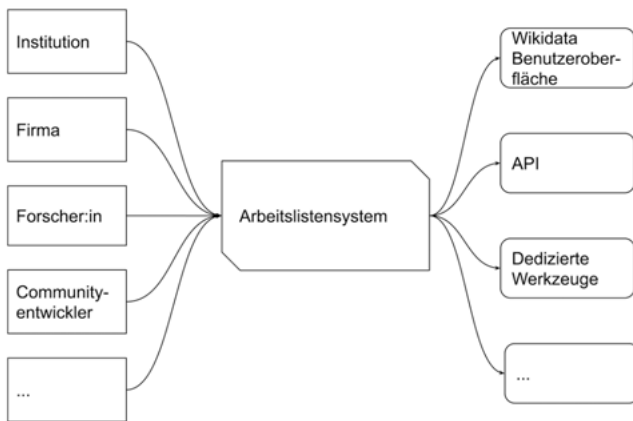 Institution
Firma
Forscher:in
Community-
entwickler
...
Arbeitslistensystem
Wikidata
Benutzerober-
fläche
API
Dedizierte
Werkzeuge
...